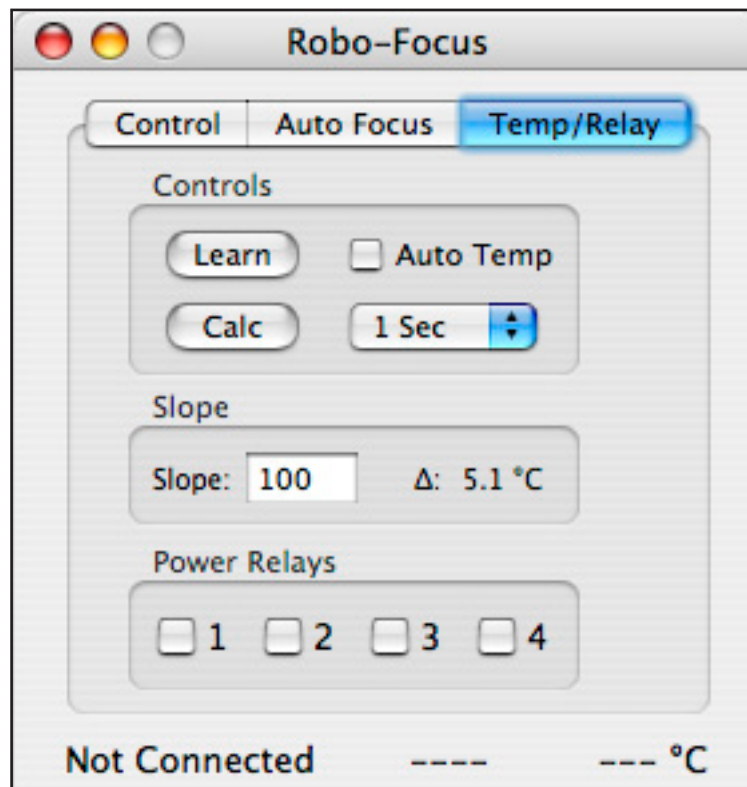 Robo-Focus
Control Auto Focus Temp/Relay
Controls
Learn Auto Temp
Calc 1 Sec
Slope
Slope: 100 Δ: 5.1 °C
Power Relays
1 2 3 4
Not Connected ---- --- °C